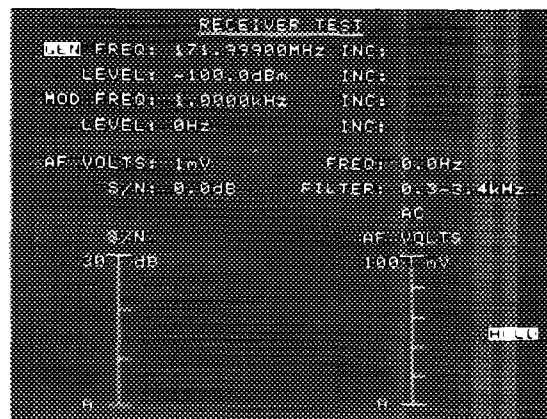 RECEIVER TEST
GEN FREQ: 171.99900MHz INC:
LEVEL: -100.0dBm INC:
MOD FREQ: 1.0000kHz INC:
LEVEL: 0Hz INC:
AF VOLTS: 1mV FREQ: 0.0Hz
S/N: 0.0dB FILTER: 0.3-3.4kHz
AC
S/N AF VOLTS
30 dB 100 mV
HOLD
A A